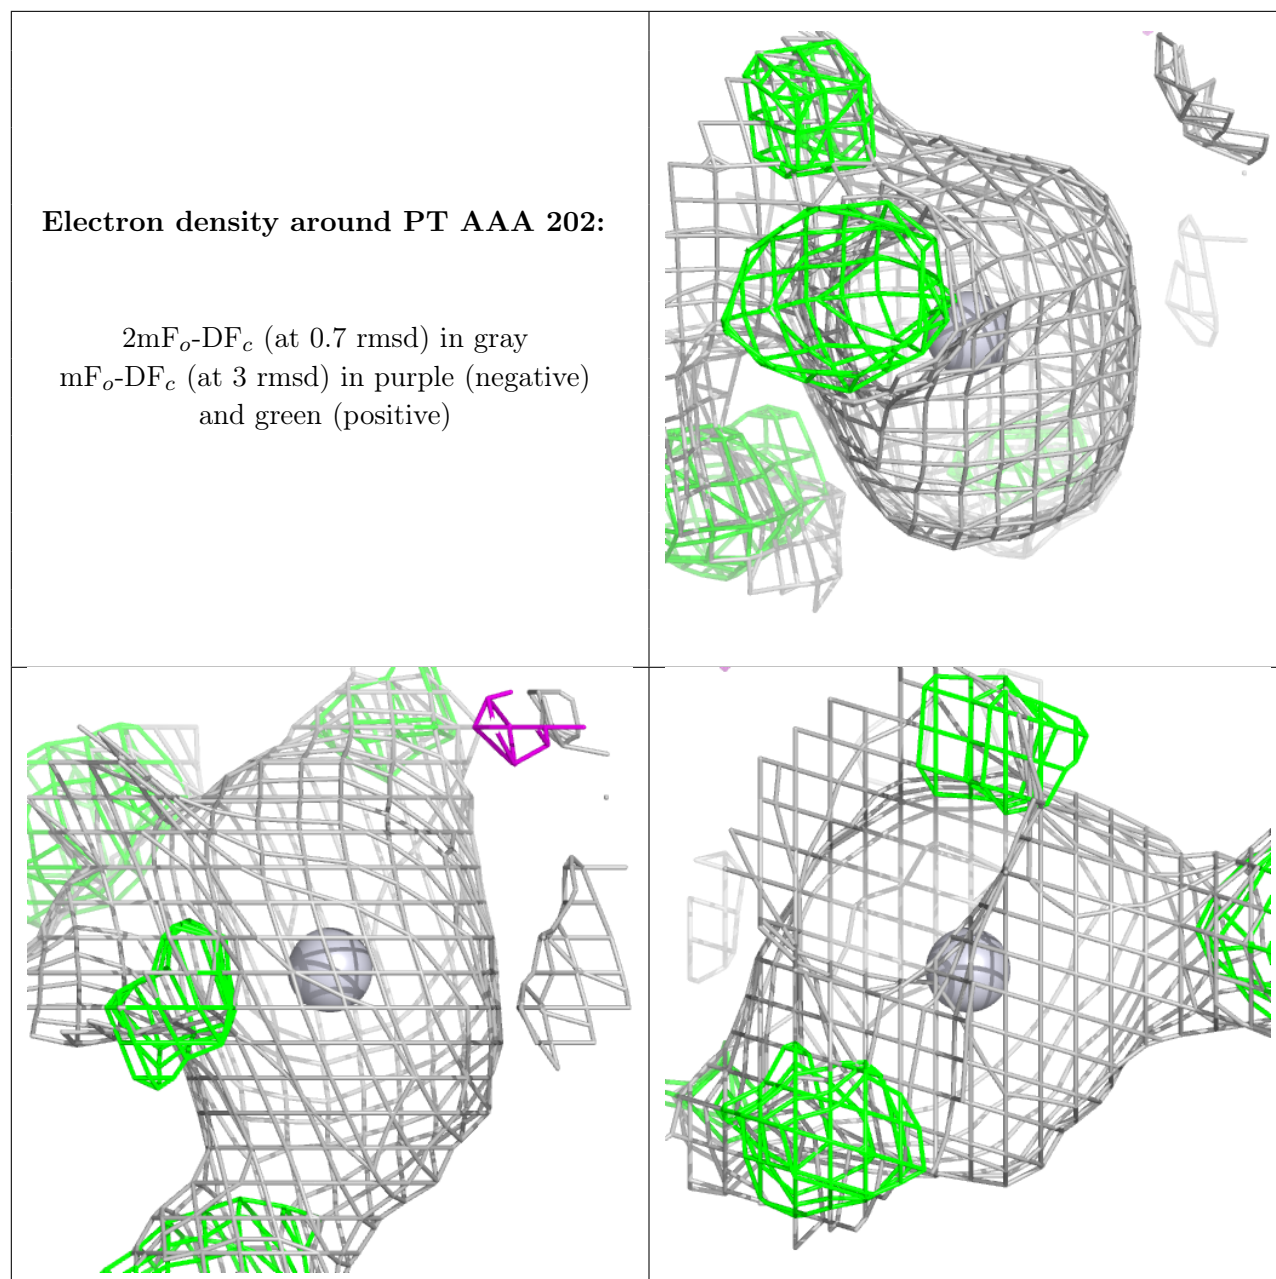 Electron density around PT AAA 202:
2mFo-DFc (at 0.7 rmsd) in gray
mFo-DFc (at 3 rmsd) in purple (negative)
and green (positive)